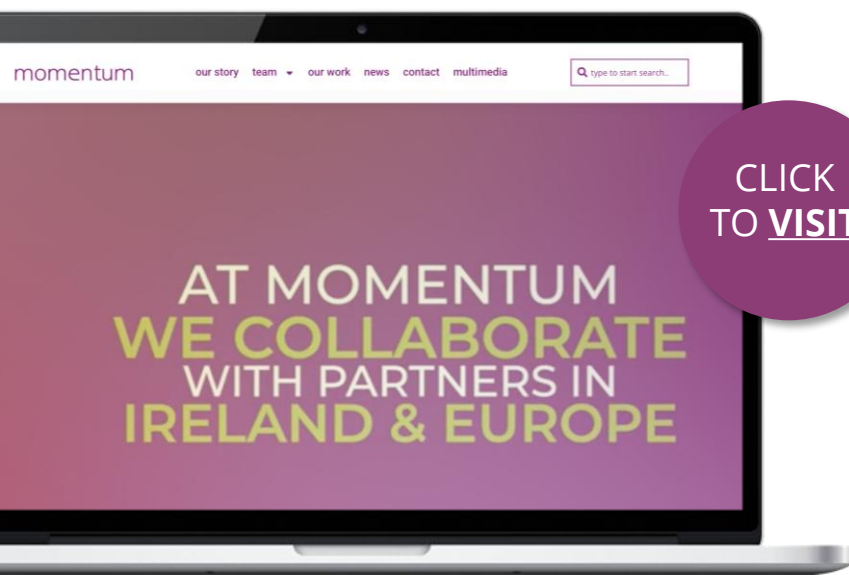 momentum
our story team our work news contact multimedia
type to start search..
CLICK
TO VISIT
AT MOMENTUM
WE COLLABORATE
WITH PARTNERS IN
IRELAND & EUROPE